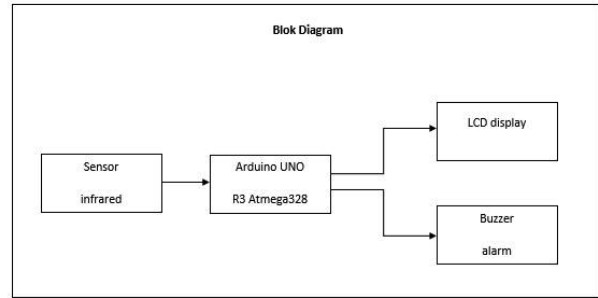 Blok Diagram
Sensor
infrared
Arduino UNO
R3 Atmega328
LCD display
Buzzer
alarm